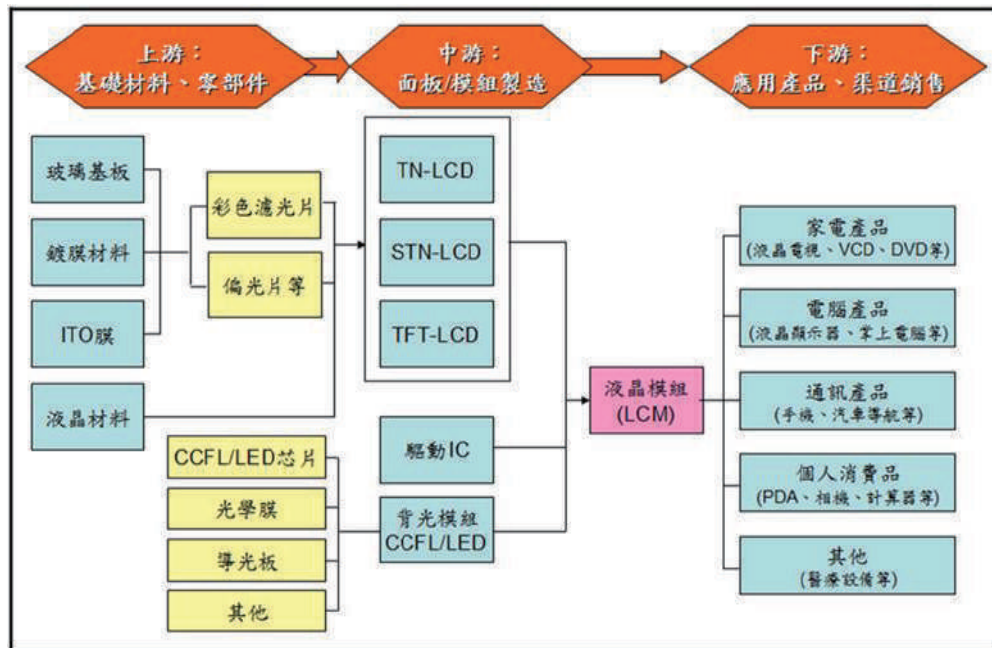 上游：
基礎材料、零部件
中游：
面板/模組製造
下游：
應用產品、渠道銷售
玻璃基板
鍍膜材料
ITO膜
液晶材料
彩色濾光片
偏光片等
CCFL/LED芯片
光學膜
導光板
其他
TN-LCD
STN-LCD
TFT-LCD
驅動IC
背光模組
CCFL/LED
液晶模組
(LCM)
家電產品
(液晶電視、VCD、DVD等)
電腦產品
(液晶顯示器、掌上電腦等)
通訊產品
(手機、汽車導航等)
個人消費品
(PDA、相機、計算器等)
其他
(醫療設備等)